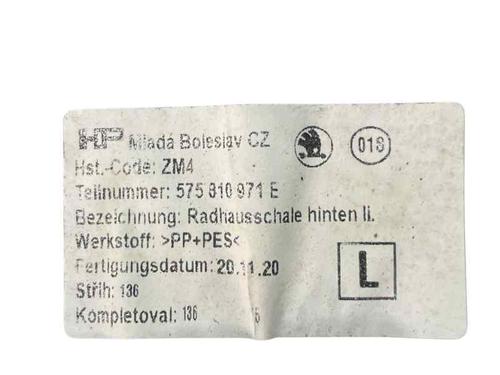 HP Mladá Boleslav CZ 01S
Hst.-Code: ZM4
Teilnummer: 575 810 971 E
Bezeichnung: Radhausschale hinten li.
Werkstoff: >PP+PES<
Fertigungsdatum: 20.11.20
L
Střih: 136
Kompletoval: 136